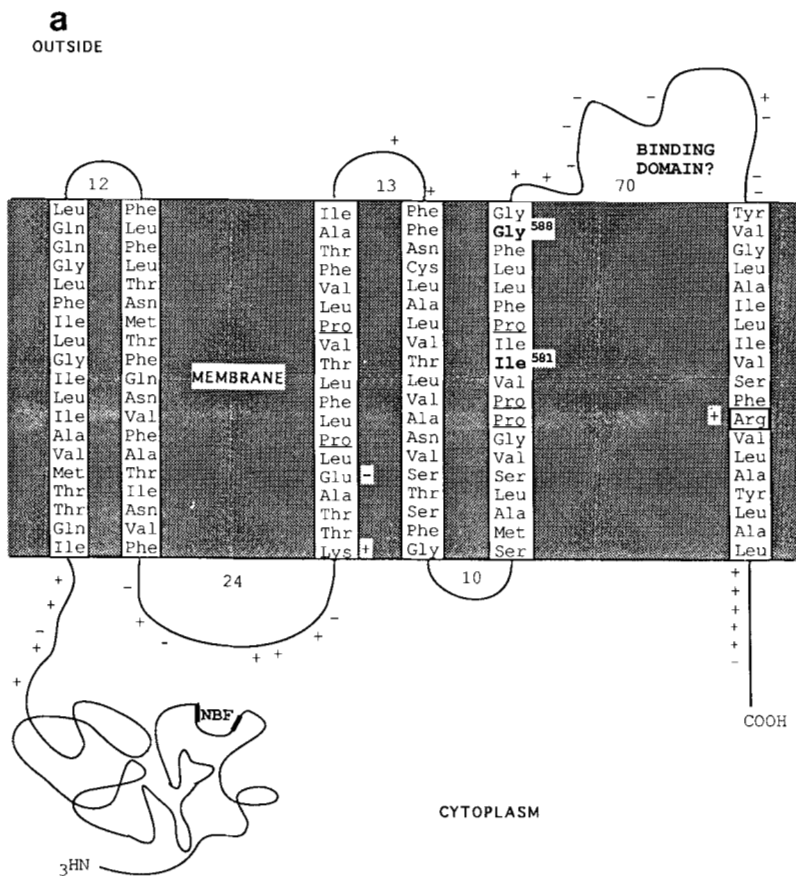 a
OUTSIDE
12
13
70
BINDING
DOMAIN?
Leu
Gln
Gln
Gly
Leu
Phe
Ile
Leu
Gly
Ile
Leu
Ile
Ala
Val
Met
Thr
Thr
Gln
Ile
Phe
Leu
Phe
Leu
Thr
Asn
Met
Thr
Phe
Gln
Asn
Val
Phe
Ala
Thr
Ile
Asn
Val
Phe
MEMBRANE
Ile
Ala
Thr
Phe
Val
Leu
Pro
Val
Thr
Leu
Phe
Leu
Pro
Leu
Glu -
Ala
Thr
Thr
Lys +
Phe
Phe
Asn
Cys
Leu
Ala
Leu
Val
Thr
Leu
Val
Ala
Asn
Val
Ser
Thr
Ser
Phe
Gly
Gly
Gly 588
Phe
Leu
Leu
Phe
Pro
Ile
Ile 581
Val
Pro
Pro
Gly
Val
Ser
Leu
Ala
Met
Ser
Tyr
Val
Gly
Leu
Ala
Ile
Leu
Ile
Val
Ser
Phe
+ Arg
Val
Leu
Ala
Tyr
Leu
Ala
Leu
24
10
NBF
COOH
CYTOPLASM
3HN